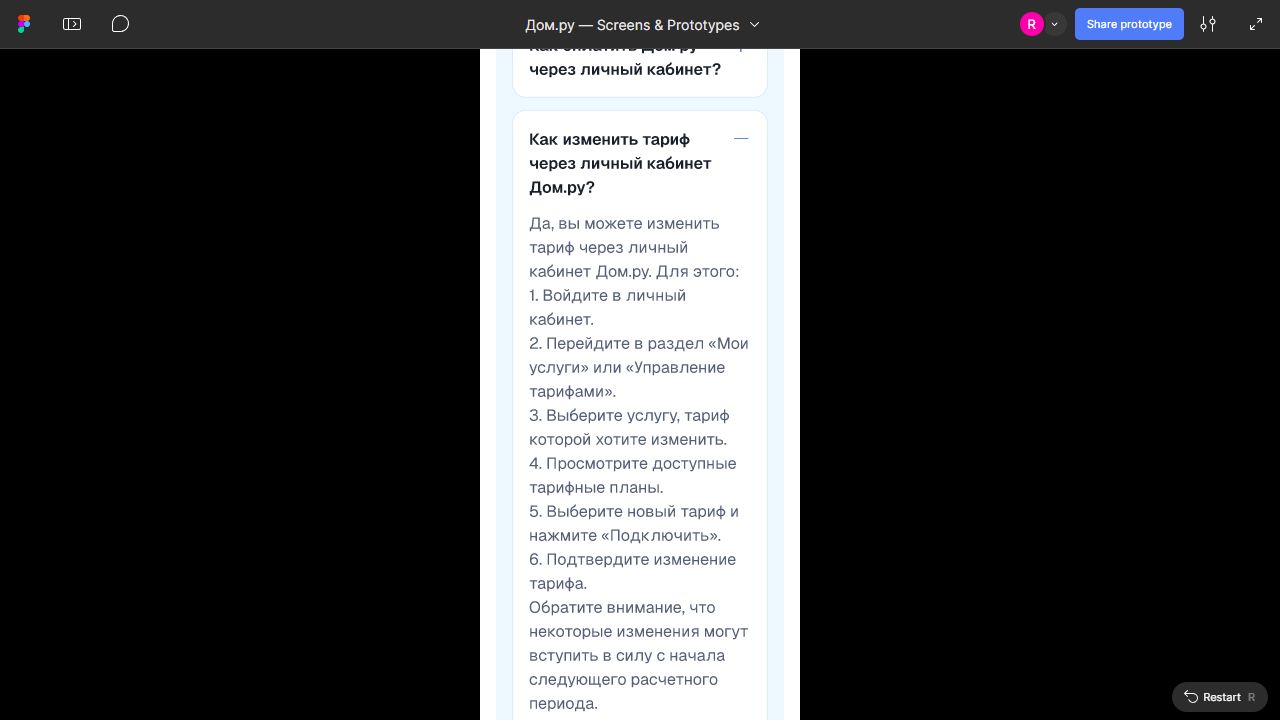 Дом.ру — Screens & Prototypes
R
Share prototype
Как оплатить Дом.ру
через личный кабинет?
Как изменить тариф
через личный кабинет
Дом.ру?
Да, вы можете изменить
тариф через личный
кабинет Дом.ру. Для этого:
1. Войдите в личный
кабинет.
2. Перейдите в раздел «Мои
услуги» или «Управление
тарифами».
3. Выберите услугу, тариф
которой хотите изменить.
4. Просмотрите доступные
тарифные планы.
5. Выберите новый тариф и
нажмите «Подключить».
6. Подтвердите изменение
тарифа.
Обратите внимание, что
некоторые изменения могут
вступить в силу с начала
следующего расчетного
периода.
Restart R